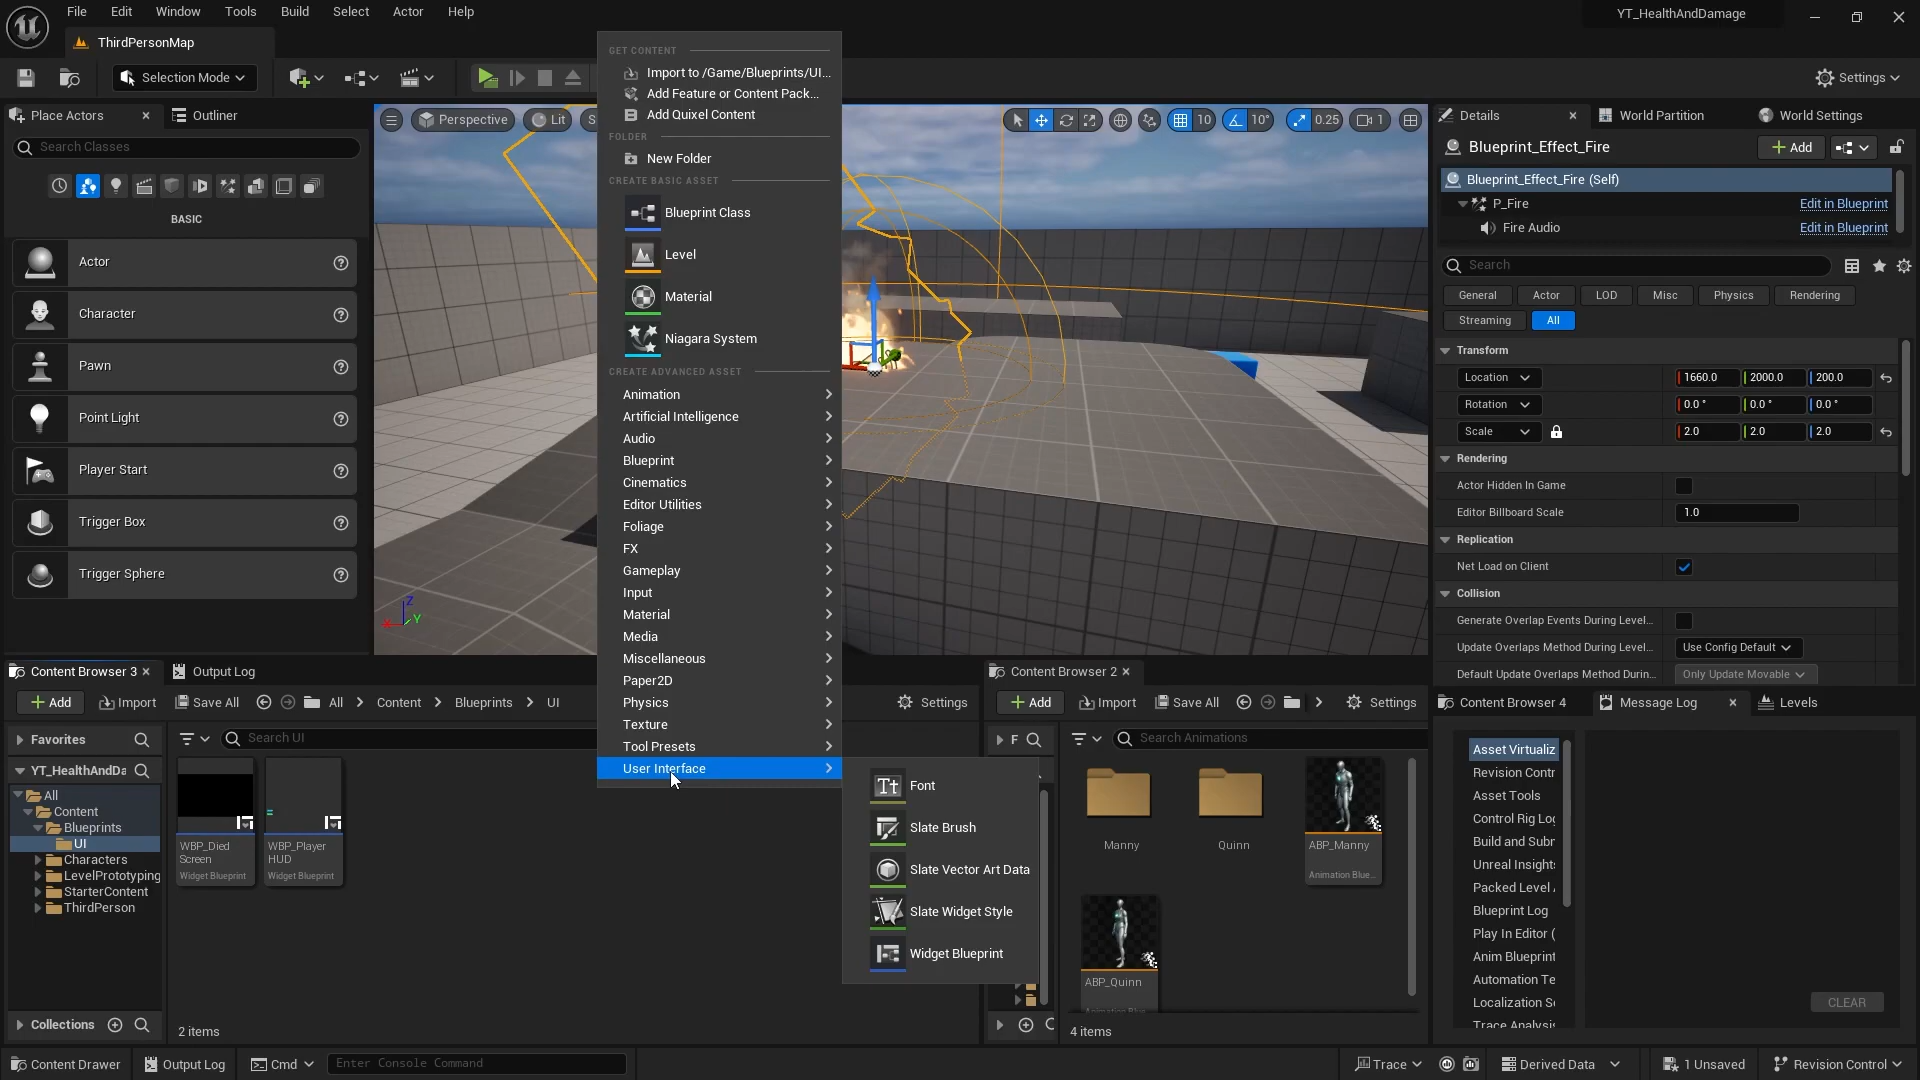 File Edit Window Tools Build Select Actor Help
YT_HealthAndDamage
ThirdPersonMap
Selection Mode
Settings
Place Actors
Outliner
Search Classes
BASIC
Actor
Character
Pawn
Point Light
Player Start
Trigger Box
Trigger Sphere
Perspective
Lit
S
10
10°
0.25
1
GET CONTENT
Import to /Game/Blueprints/UI...
Add Feature or Content Pack...
Add Quixel Content
FOLDER
New Folder
CREATE BASIC ASSET
Blueprint Class
Level
Material
Niagara System
CREATE ADVANCED ASSET
Animation
Artificial Intelligence
Audio
Blueprint
Cinematics
Editor Utilities
Foliage
FX
Gameplay
Input
Material
Media
Miscellaneous
Paper2D
Physics
Texture
Tool Presets
User Interface
Font
Slate Brush
Slate Vector Art Data
Slate Widget Style
Widget Blueprint
Z
X
Y
Details
World Partition
World Settings
Blueprint_Effect_Fire
Add
Blueprint_Effect_Fire (Self)
P_Fire Edit in Blueprint
Fire Audio Edit in Blueprint
Search
General Actor LOD Misc Physics Rendering
Streaming All
Transform
Location 1660.0 2000.0 200.0
Rotation 0.0 ° 0.0 ° 0.0 °
Scale 2.0 2.0 2.0
Rendering
Actor Hidden In Game
Editor Billboard Scale 1.0
Replication
Net Load on Client
Collision
Generate Overlap Events During Level...
Update Overlaps Method During Level... Use Config Default
Default Update Overlaps Method Durin... Only Update Movable
Content Browser 3
Output Log
Add Import Save All All Content Blueprints UI Settings
Favorites
Search UI
YT_HealthAndDa
All
Content
Blueprints
UI
Characters
LevelPrototyping
StarterContent
ThirdPerson
Collections
WBP_Died
Screen
Widget Blueprint
WBP_Player
HUD
Widget Blueprint
2 items
Content Browser 2
Add Import Save All Settings
F
Search Animations
Manny
Quinn
ABP_Manny
Animation Blue...
ABP_Quinn
Animation Blue...
4 items
Content Browser 4
Message Log
Levels
Asset Virtualiz
Revision Contr
Asset Tools
Control Rig Log
Build and Subr
Unreal Insights
Packed Level
Blueprint Log
Play In Editor (
Anim Blueprint
Automation Te
Localization Se
Trace Analysis
CLEAR
Content Drawer
Output Log
Cmd
Enter Console Command
Trace
Derived Data
1 Unsaved
Revision Control